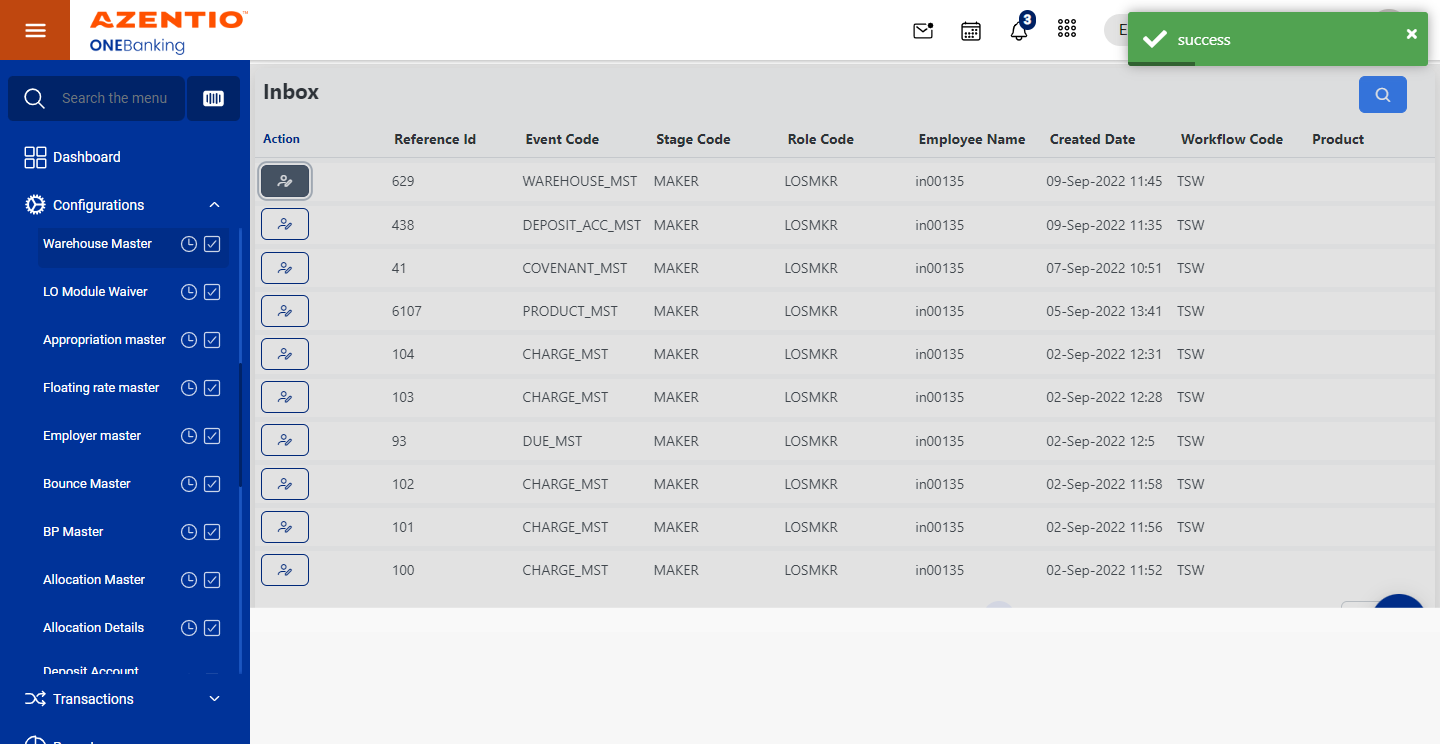 AZENTIO™
ONEBanking
3
E
success
Search the menu
Dashboard
Configurations
Warehouse Master
LO Module Waiver
Appropriation master
Floating rate master
Employer master
Bounce Master
BP Master
Allocation Master
Allocation Details
Deposit Account
Transactions
Inbox
Action Reference Id Event Code Stage Code Role Code Employee Name Created Date Workflow Code Product
629 WAREHOUSE_MST MAKER LOSMKR in00135 09-Sep-2022 11:45 TSW
438 DEPOSIT_ACC_MST MAKER LOSMKR in00135 09-Sep-2022 11:35 TSW
41 COVENANT_MST MAKER LOSMKR in00135 07-Sep-2022 10:51 TSW
6107 PRODUCT_MST MAKER LOSMKR in00135 05-Sep-2022 13:41 TSW
104 CHARGE_MST MAKER LOSMKR in00135 02-Sep-2022 12:31 TSW
103 CHARGE_MST MAKER LOSMKR in00135 02-Sep-2022 12:28 TSW
93 DUE_MST MAKER LOSMKR in00135 02-Sep-2022 12:5 TSW
102 CHARGE_MST MAKER LOSMKR in00135 02-Sep-2022 11:58 TSW
101 CHARGE_MST MAKER LOSMKR in00135 02-Sep-2022 11:56 TSW
100 CHARGE_MST MAKER LOSMKR in00135 02-Sep-2022 11:52 TSW